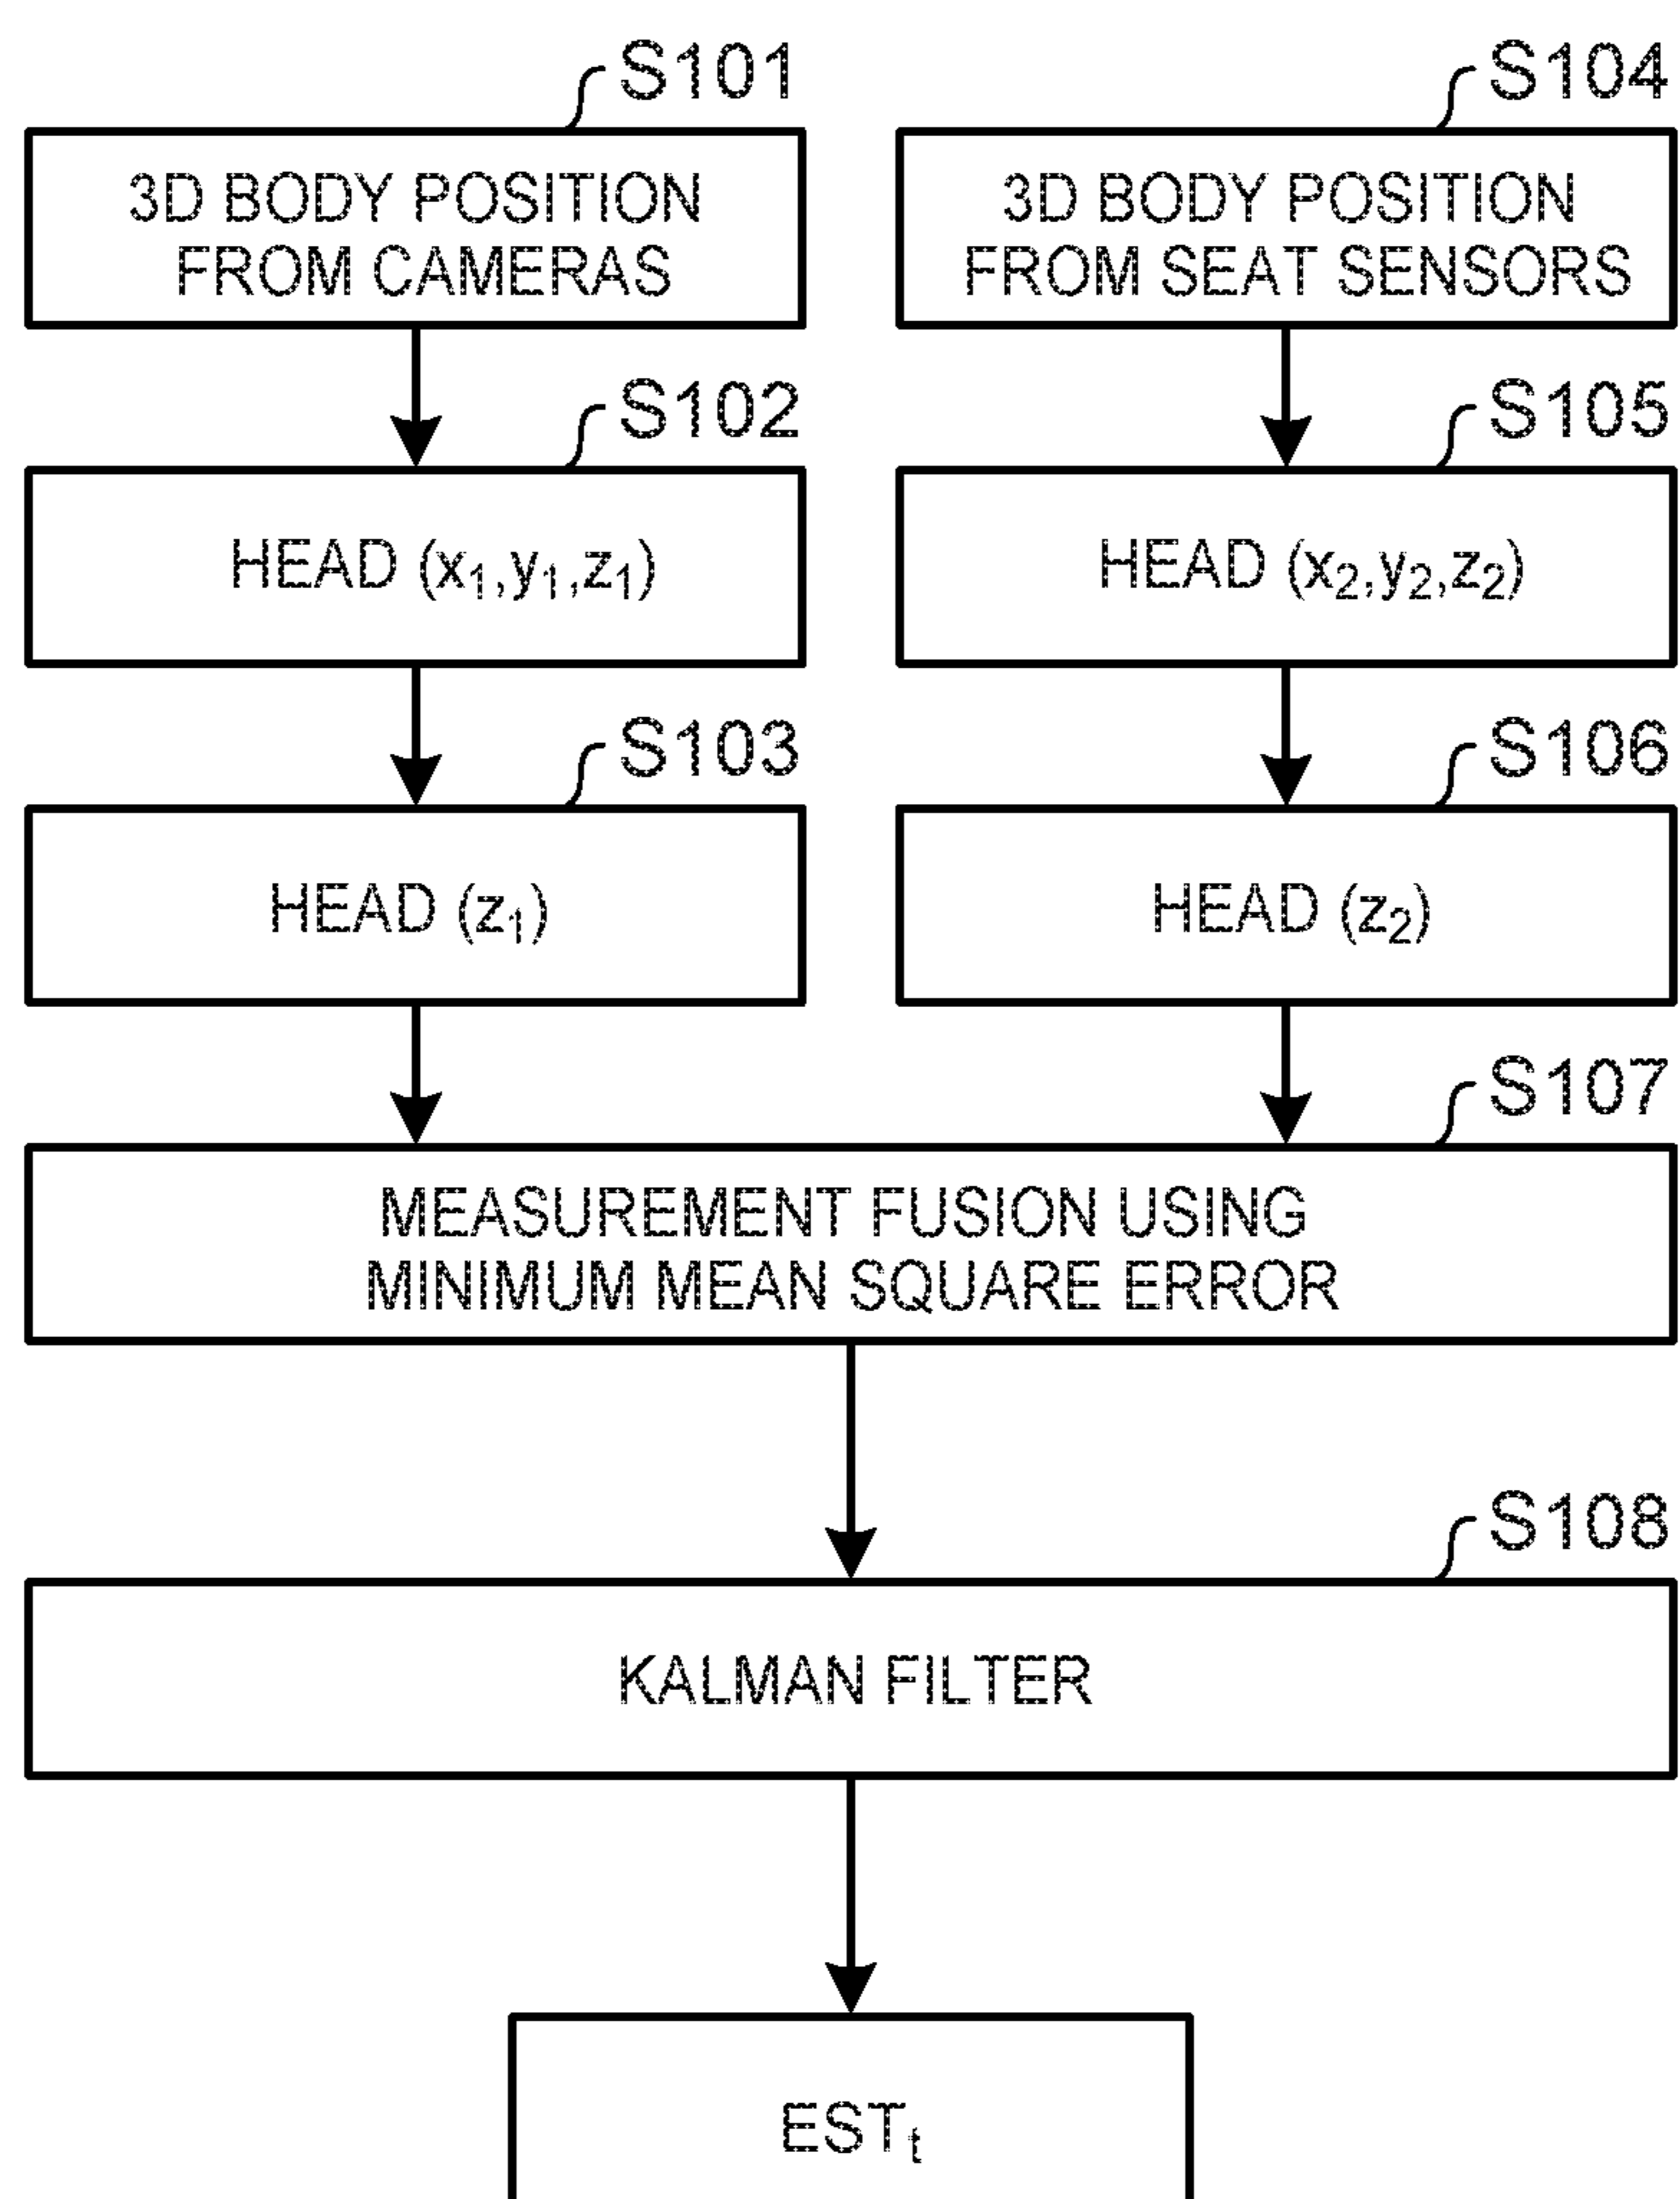 S101
3D BODY POSITION
FROM CAMERAS
S104
3D BODY POSITION
FROM SEAT SENSORS
S102
HEAD (x₁,y₁,z₁)
S105
HEAD (x₂,y₂,z₂)
S103
HEAD (z₁)
S106
HEAD (z₂)
S107
MEASUREMENT FUSION USING
MINIMUM MEAN SQUARE ERROR
S108
KALMAN FILTER
ESTₜ